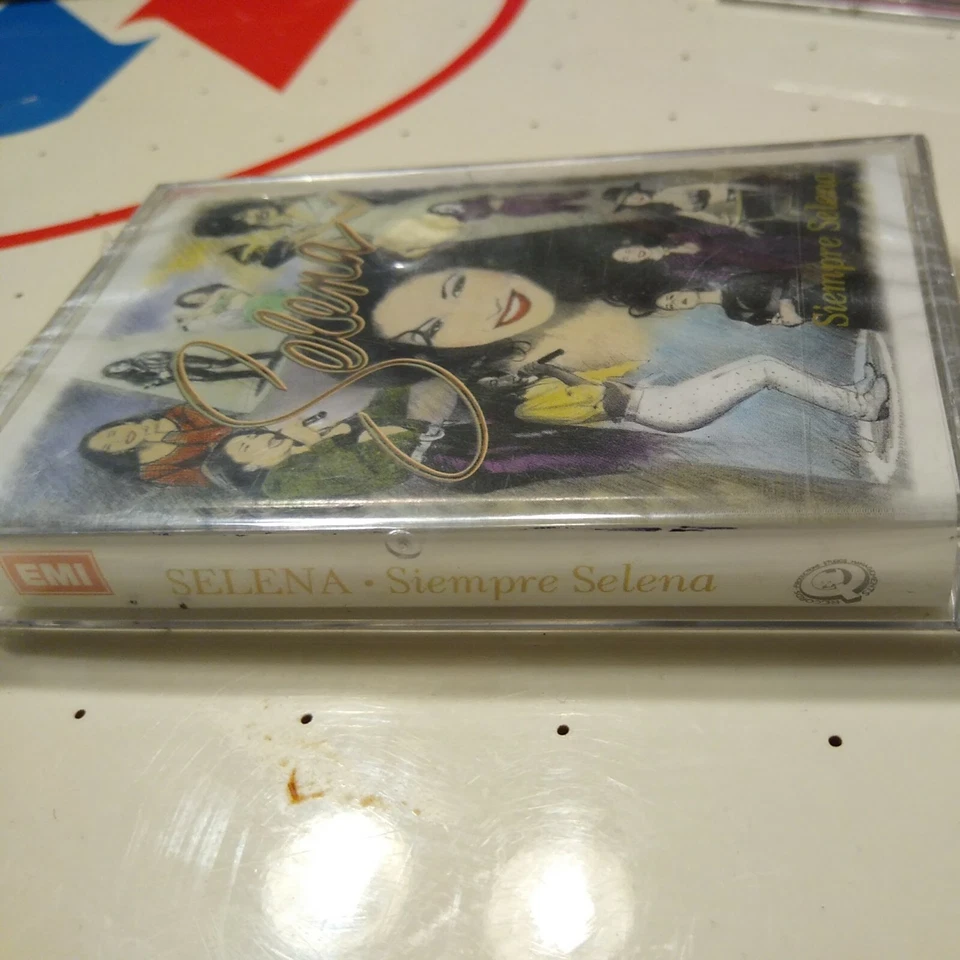 Selena
Siempre Selena
EMI
SELENA · Siempre Selena
Q